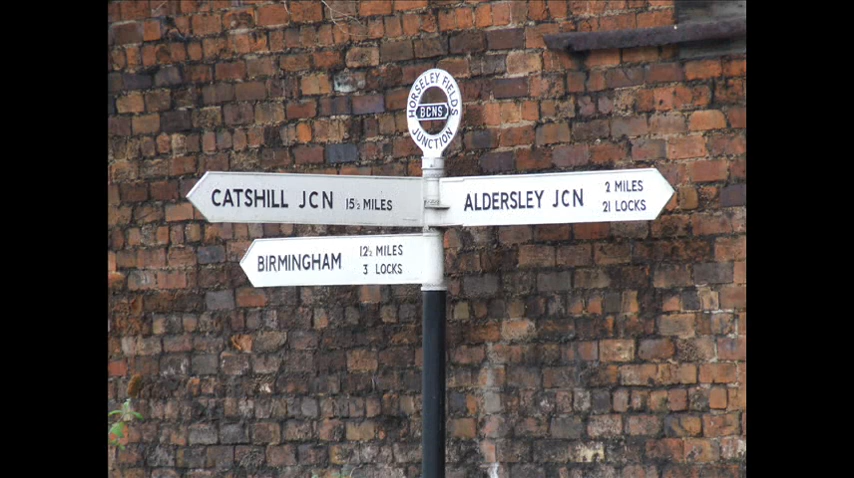 HORSELEY FIELDS
BCNS
JUNCTION
CATSHILL JCN 15½ MILES
ALDERSLEY JCN 2 MILES
21 LOCKS
BIRMINGHAM 12½ MILES
3 LOCKS